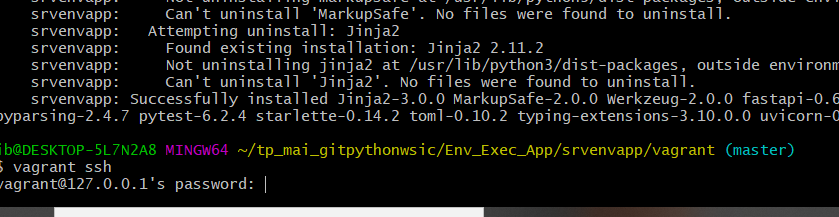 srvenvapp: Not uninstalling markupsafe at /usr/lib/python3/dist-packages, outside envi
srvenvapp: Can't uninstall 'MarkupSafe'. No files were found to uninstall.
srvenvapp: Attempting uninstall: Jinja2
srvenvapp: Found existing installation: Jinja2 2.11.2
srvenvapp: Not uninstalling jinja2 at /usr/lib/python3/dist-packages, outside environm
srvenvapp: Can't uninstall 'Jinja2'. No files were found to uninstall.
srvenvapp: Successfully installed Jinja2-3.0.0 MarkupSafe-2.0.0 Werkzeug-2.0.0 fastapi-0.6
pyparsing-2.4.7 pytest-6.2.4 starlette-0.14.2 toml-0.10.2 typing-extensions-3.10.0.0 uvicorn-0
ib@DESKTOP-5L7N2A8 MINGW64 ~/tp_mai_gitpythonwsic/Env_Exec_App/srvenvapp/vagrant (master)
$ vagrant ssh
vagrant@127.0.0.1's password: